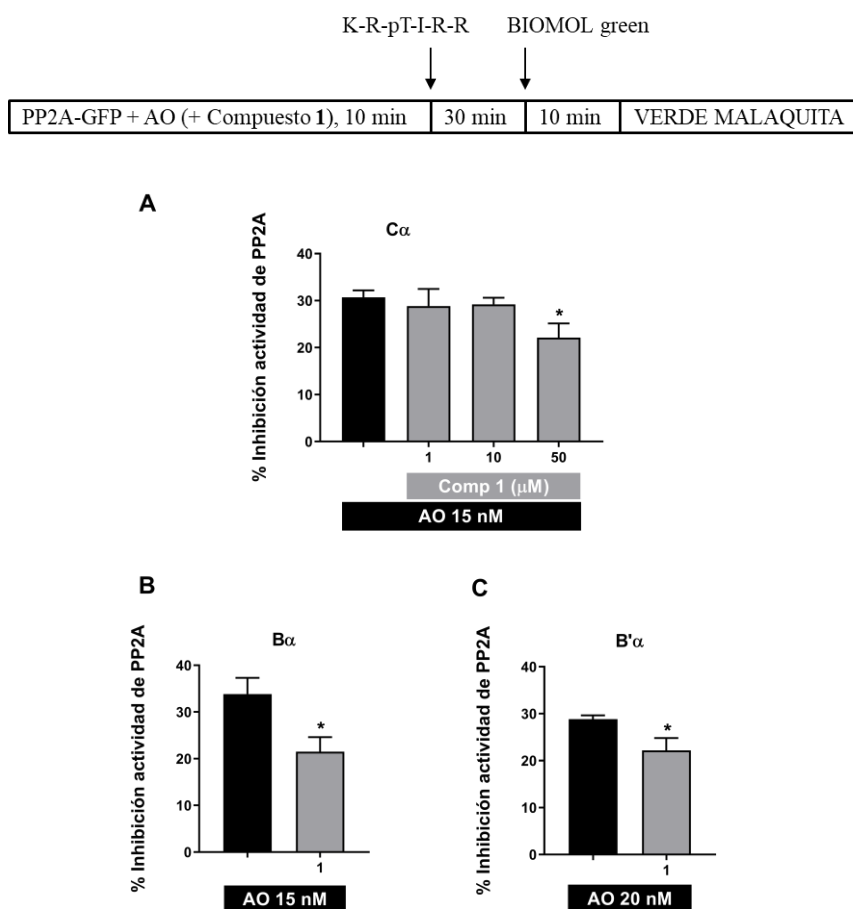 K-R-pT-I-R-R BIOMOL green
PP2A-GFP + AO (+ Compuesto 1), 10 min 30 min 10 min VERDE MALAQUITA
A
Cα
% Inhibición actividad de PP2A
40
30
20
10
0
*
1 10 50
Comp 1 (µM)
AO 15 nM
B
Bα
% Inhibición actividad de PP2A
40
30
20
10
0
*
1
AO 15 nM
C
B'α
% Inhibición actividad de PP2A
40
30
20
10
0
*
1
AO 20 nM